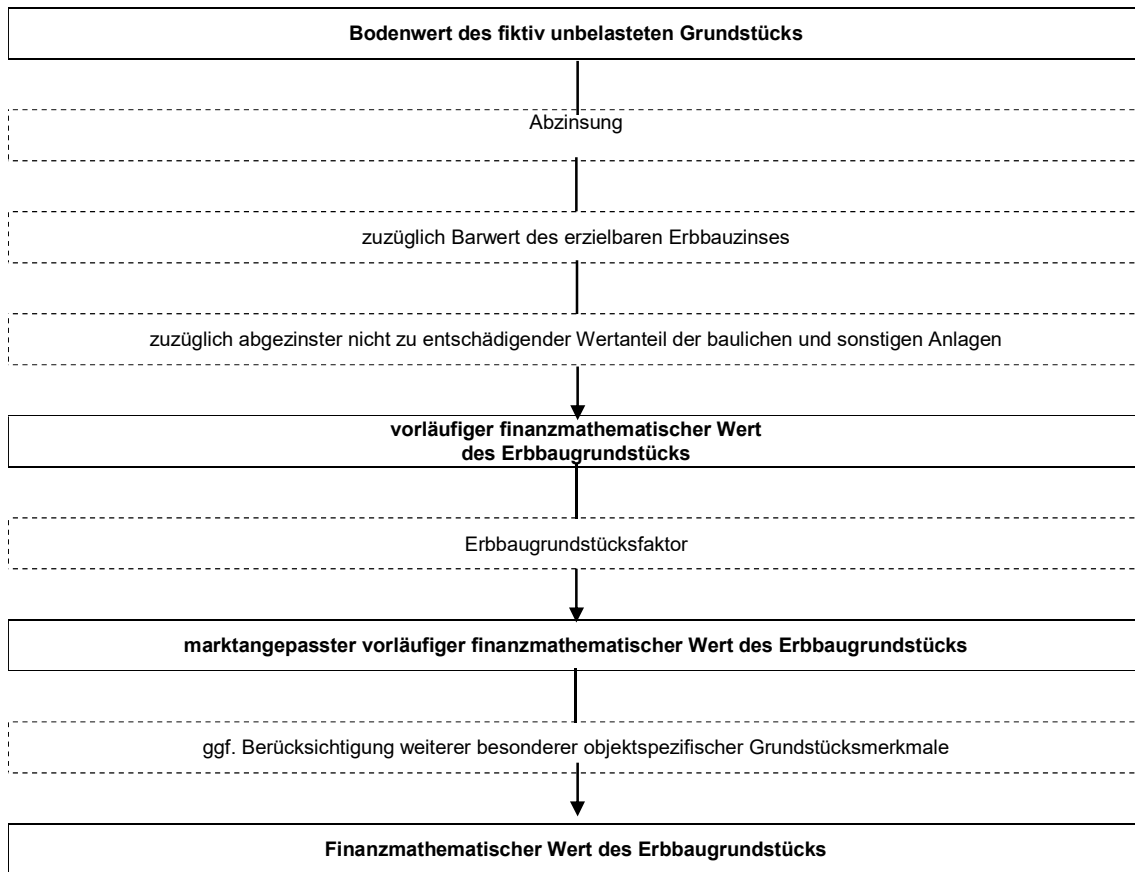 Bodenwert des fiktiv unbelasteten Grundstücks
Abzinsung
zuzüglich Barwert des erzielbaren Erbbauzinses
zuzüglich abgezinster nicht zu entschädigender Wertanteil der baulichen und sonstigen Anlagen
vorläufiger finanzmathematischer Wert
des Erbbaugrundstücks
Erbbaugrundstücksfaktor
marktangepasster vorläufiger finanzmathematischer Wert des Erbbaugrundstücks
ggf. Berücksichtigung weiterer besonderer objektspezifischer Grundstücksmerkmale
Finanzmathematischer Wert des Erbbaugrundstücks